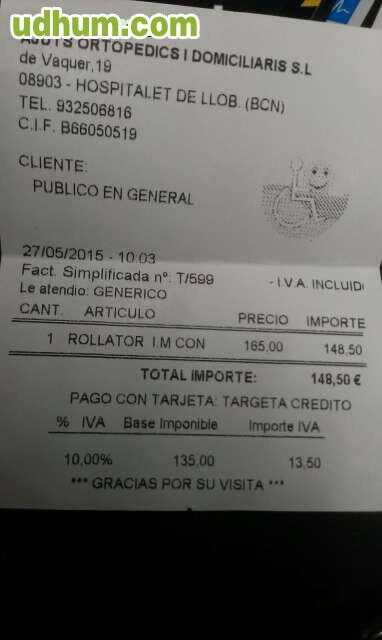 udhum.com
AJUTS ORTOPEDICS I DOMICILIARIS S.L
de Vaquer,19
08903 - HOSPITALET DE LLOB. (BCN)
TEL. 932506816
C.I.F. B66050519
CLIENTE:
PUBLICO EN GENERAL
27/05/2015 - 10:03
Fact. Simplificada nº: T/599 - I.V.A. INCLUID
Le atendio: GENERICO
CANT. ARTICULO PRECIO IMPORTE
1 ROLLATOR I.M CON 165,00 148,50
TOTAL IMPORTE: 148,50 €
PAGO CON TARJETA: TARGETA CREDITO
% IVA Base Imponible Importe IVA
10,00% 135,00 13,50
*** GRACIAS POR SU VISITA ***